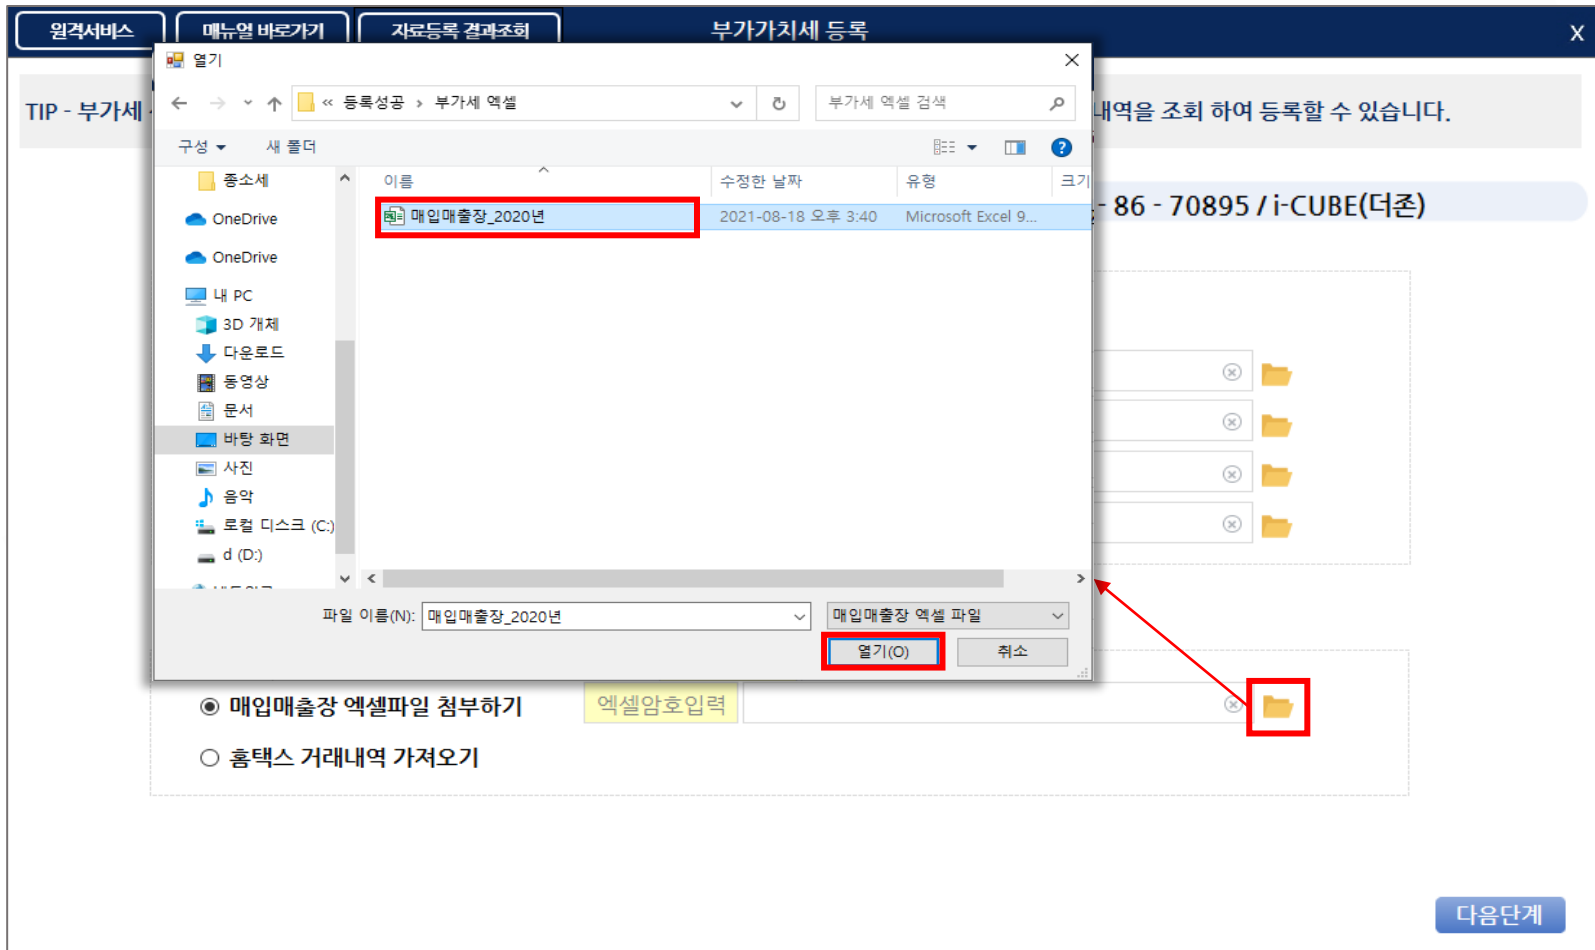 원격서비스
매뉴얼 바로가기
자료등록 결과조회
부가가치세 등록
X
열기
TIP - 부가세
내역을 조회 하여 등록할 수 있습니다.
« 등록성공 › 부가세 엑셀
부가세 엑셀 검색
구성
새 폴더
종소세
OneDrive
OneDrive
내 PC
3D 개체
다운로드
동영상
문서
바탕 화면
사진
음악
로컬 디스크 (C:)
d (D:)
이름
수정한 날짜
유형
크기
매입매출장_2020년
2021-08-18 오후 3:40
Microsoft Excel 9...
- 86 - 70895 / i-CUBE(더존)
파일 이름(N):
매입매출장_2020년
매입매출장 엑셀 파일
열기(O)
취소
매입매출장 엑셀파일 첨부하기
엑셀암호입력
홈택스 거래내역 가져오기
다음단계